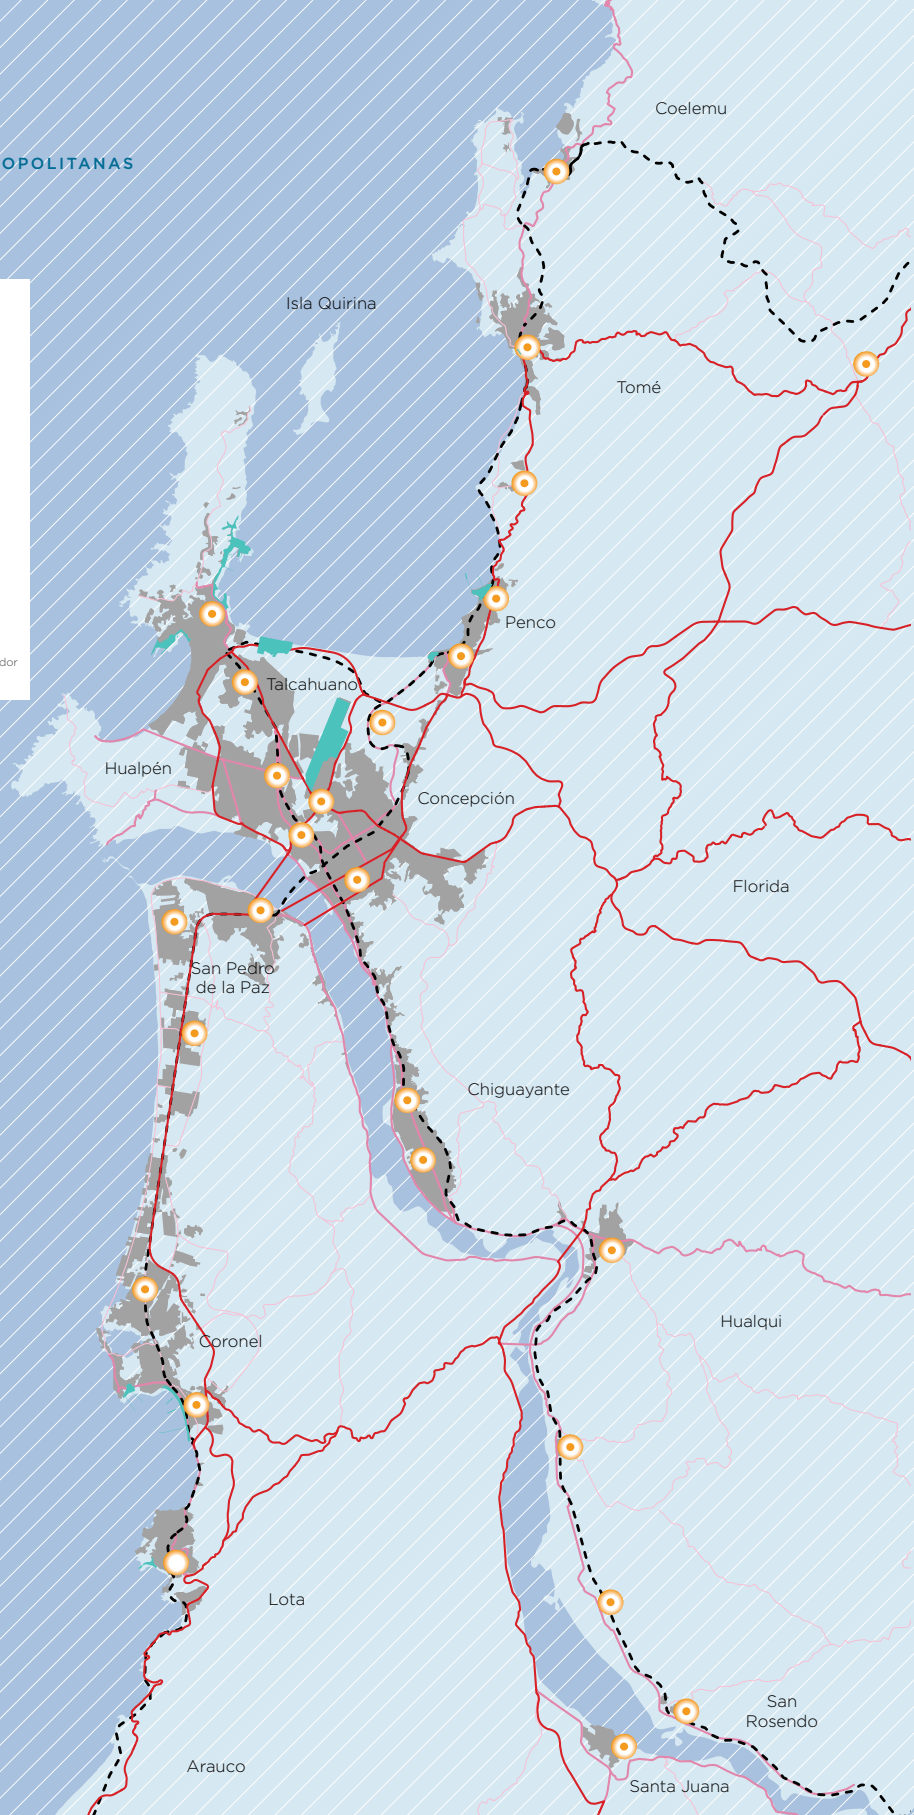 Coelemu
OPOLITANAS
Isla Quirina
Tomé
Penco
dor
Talcahuano
Hualpén
Concepción
Florida
San Pedro
de la Paz
Chiguayante
Hualqui
Coronel
Lota
San
Rosendo
Arauco
Santa Juana